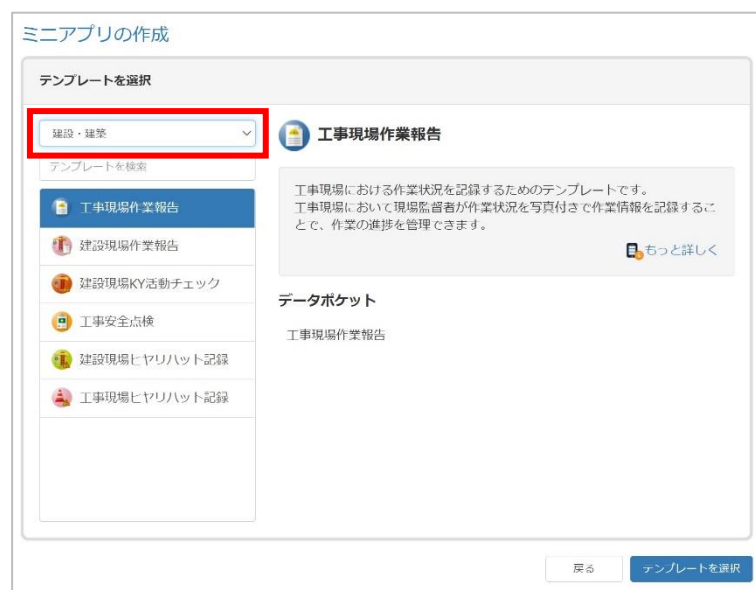 ミニアプリの作成
テンプレートを選択
建設・建築
テンプレートを検索
工事現場作業報告
建設現場作業報告
建設現場KY活動チェック
工事安全点検
建設現場ヒヤリハット記録
工事現場ヒヤリハット記録
工事現場作業報告
工事現場における作業状況を記録するためのテンプレートです。
工事現場において現場監督者が作業状況を写真付きで作業情報を記録するこ
とで、作業の進捗を管理できます。
もっと詳しく
データポケット
工事現場作業報告
戻る
テンプレートを選択